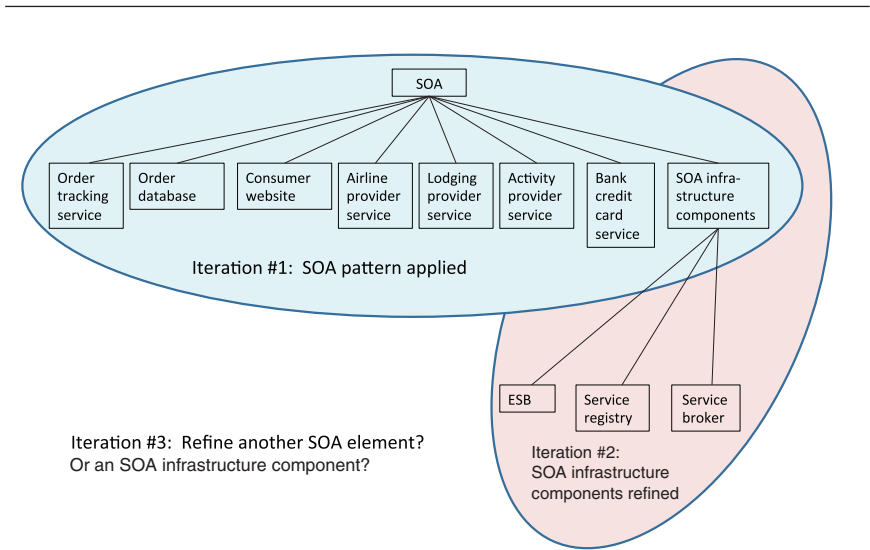 SOA
Order
tracking
service
Order
database
Consumer
website
Airline
provider
service
Lodging
provider
service
Activity
provider
service
Bank
credit
card
service
SOA infra-
structure
components
Iteration #1: SOA pattern applied
ESB
Service
registry
Service
broker
Iteration #3: Refine another SOA element?
Or an SOA infrastructure component?
Iteration #2:
SOA infrastructure
components refined